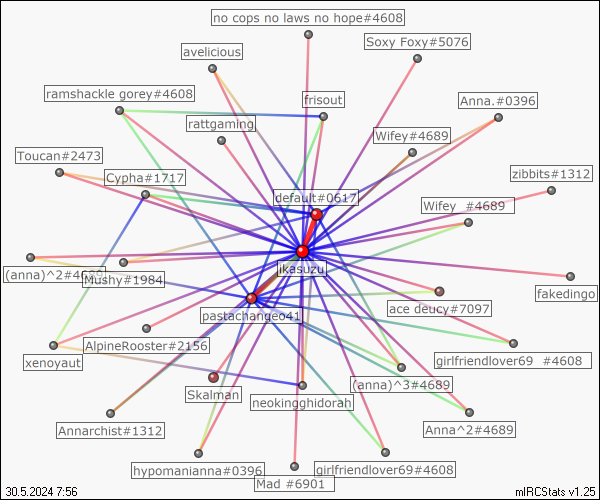 no cops no laws no hope#4608
Soxy Foxy#5076
avelicious
ramshackle gorey#4608
frisout
Anna.#0396
rattgaming
Wifey#4689
Toucan#2473
Cypha#1717
zibbits#1312
default#0617
Wifey #4689
ikasuzu
(anna)^2#4689
Mushy#1984
fakedingo
ace deucy#7097
pastachangeo41
AlpineRooster#2156
xenoyaut
girlfriendlover69 #4608
(anna)^3#4689
Skalman
neokingghidorah
Annarchist#1312
Anna^2#4689
hypomanianna#0396
girlfriendlover69#4608
Mad #6901
30.5.2024 7:56
mIRCStats v1.25